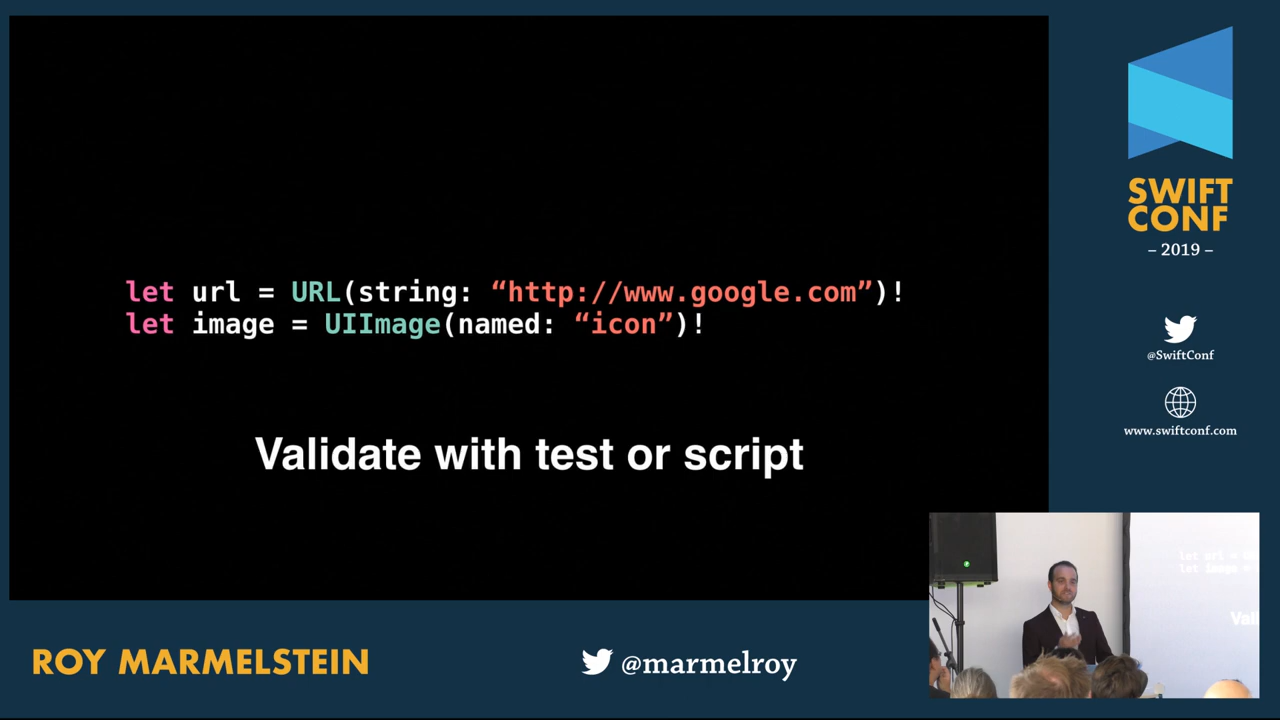 let url = URL(string: “http://www.google.com”)!
let image = UIImage(named: “icon”)!
Validate with test or script
SWIFT
CONF
– 2019 –
@SwiftConf
www.swiftconf.com
ROY MARMELSTEIN
@marmelroy